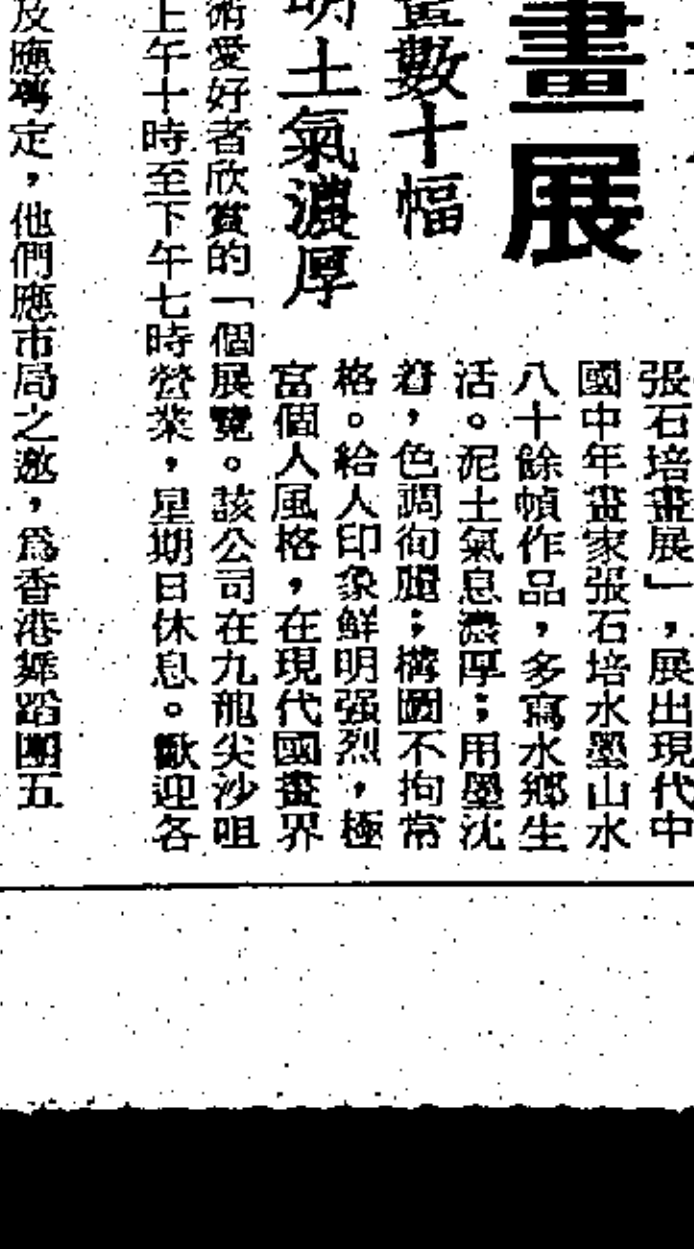 畫展
畫數十幅
明土氣濃厚
張石培畫展」，展出現代中
國中年畫家張石培水墨山水
八十餘幀作品，多寫水鄉生
活。泥土氣息濃厚；用墨沈
着，色調絢麗；構圖不拘常
格。給人印象鮮明强烈，極
富個人風格，在現代國畫界
術愛好者欣賞的一個展覽。該公司在九龍尖沙咀
上午十時至下午七時營業，星期日休息。歡迎各
及應定，他們應市局之邀，爲香港舞蹈團五